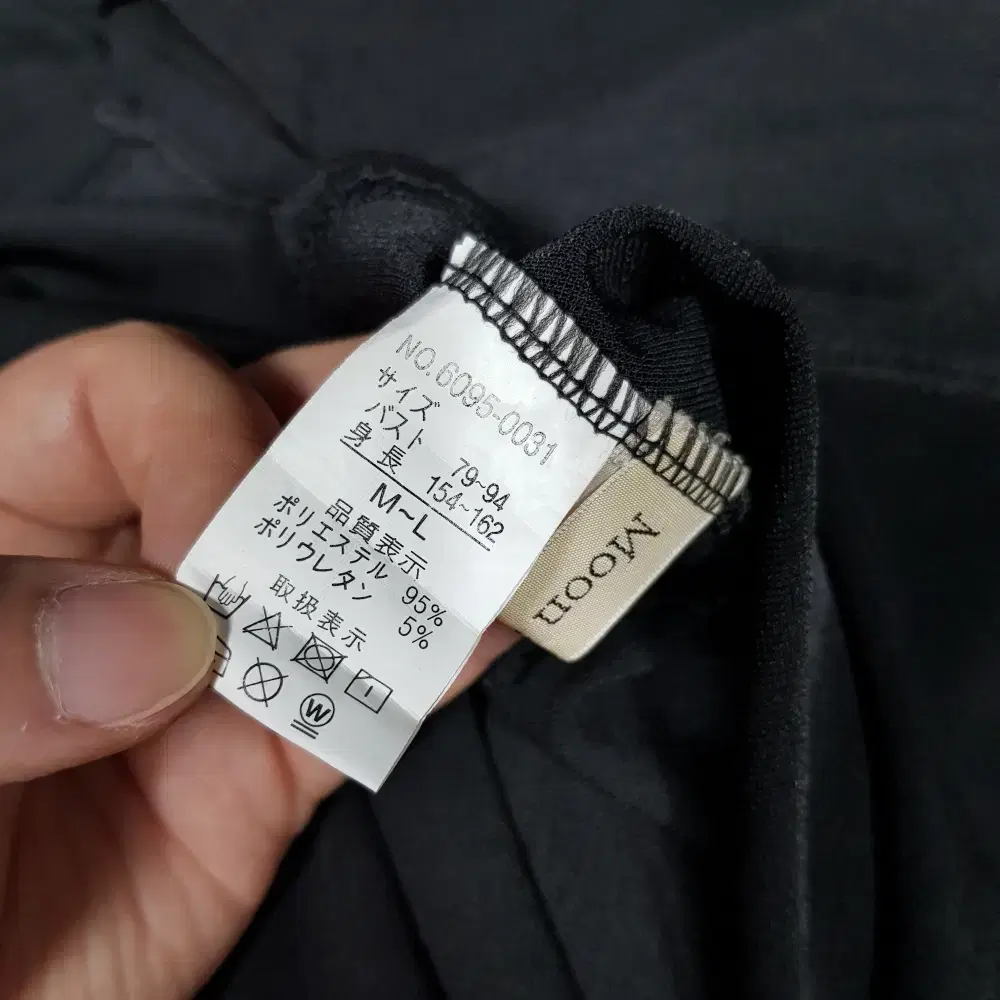 NO.6095-0031
サイズ
バスト 79~94
身長 154~162
M~L
品質表示
ポリエステル 95%
ポリウレタン 5%
取扱表示
W
Moon